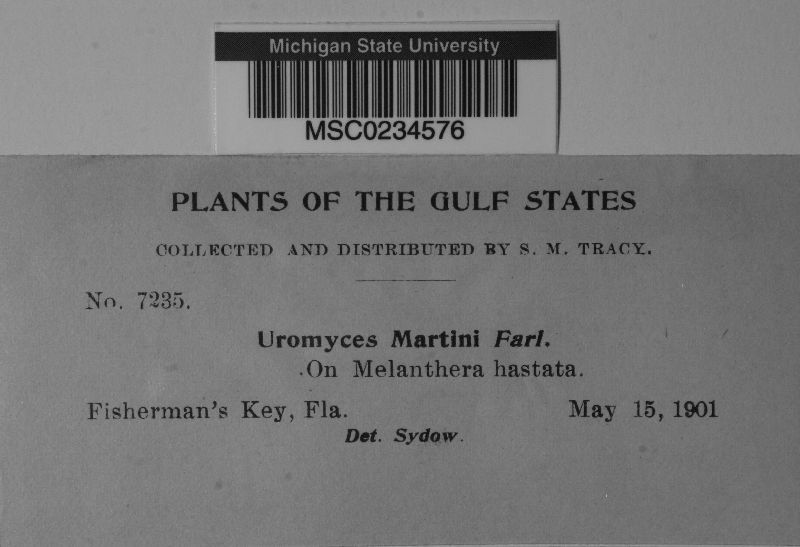 Michigan State University
MSC0234576
PLANTS OF THE GULF STATES
COLLECTED AND DISTRIBUTED BY S. M. TRACY.
No. 7235.
Uromyces Martini Farl.
On Melanthera hastata.
Fisherman's Key, Fla. May 15, 1901
Det. Sydow.